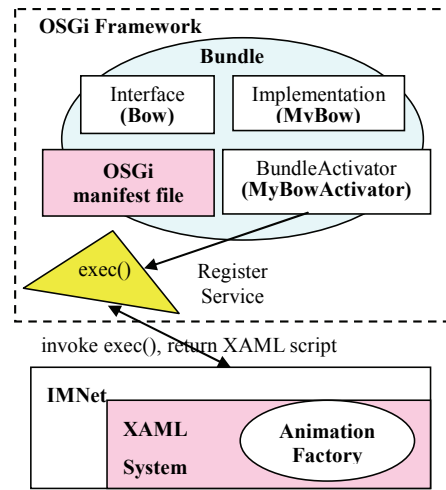 OSGi Framework
Bundle
Interface
(Bow)
Implementation
(MyBow)
OSGi
manifest file
BundleActivator
(MyBowActivator)
exec()
Register
Service
invoke exec(), return XAML script
IMNet
XAML
System
Animation
Factory